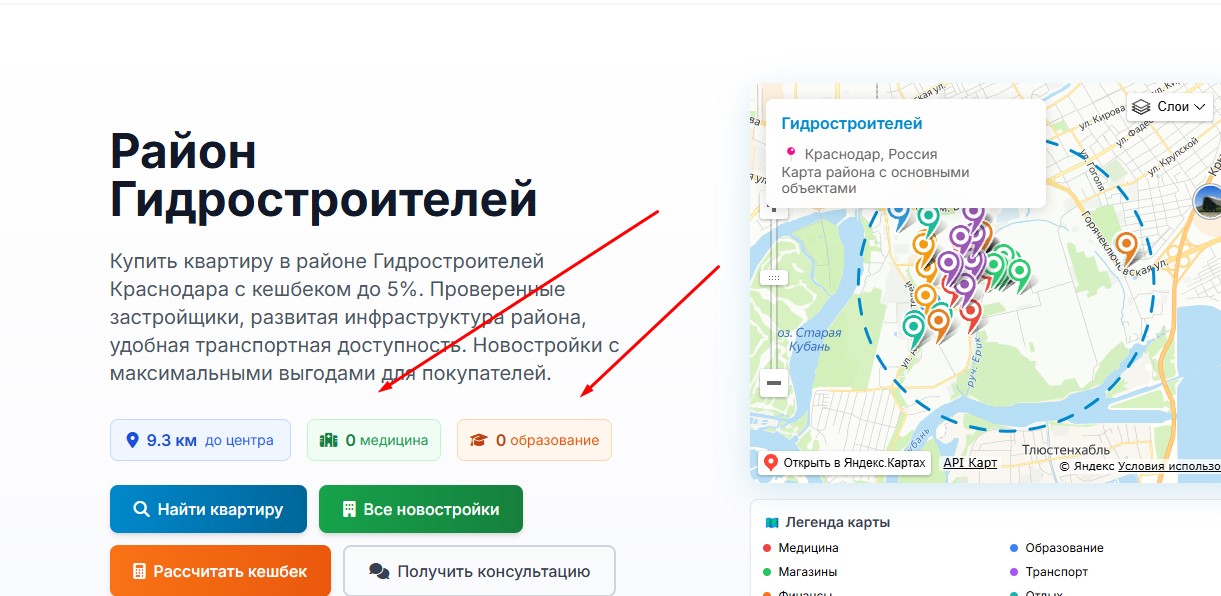 Район
Гидростроителей
Купить квартиру в районе Гидростроителей
Краснодара с кешбеком до 5%. Проверенные
застройщики, развитая инфраструктура района,
удобная транспортная доступность. Новостройки с
максимальными выгодами для покупателей.
9.3 км до центра
0 медицина
0 образование
Найти квартиру
Все новостройки
Рассчитать кешбек
Получить консультацию
Гидростроителей
Краснодар, Россия
Карта района с основными
объектами
Слои
ул. Кирова
ул. Крупской
ул. Гоголя
Горячеключевская ул.
оз. Старая
Кубань
руч. Ерик
Тлюстенхабль
Открыть в Яндекс.Картах
API Карт
© Яндекс Условия использо
Легенда карты
Медицина
Образование
Магазины
Транспорт
Финансы
Отдых